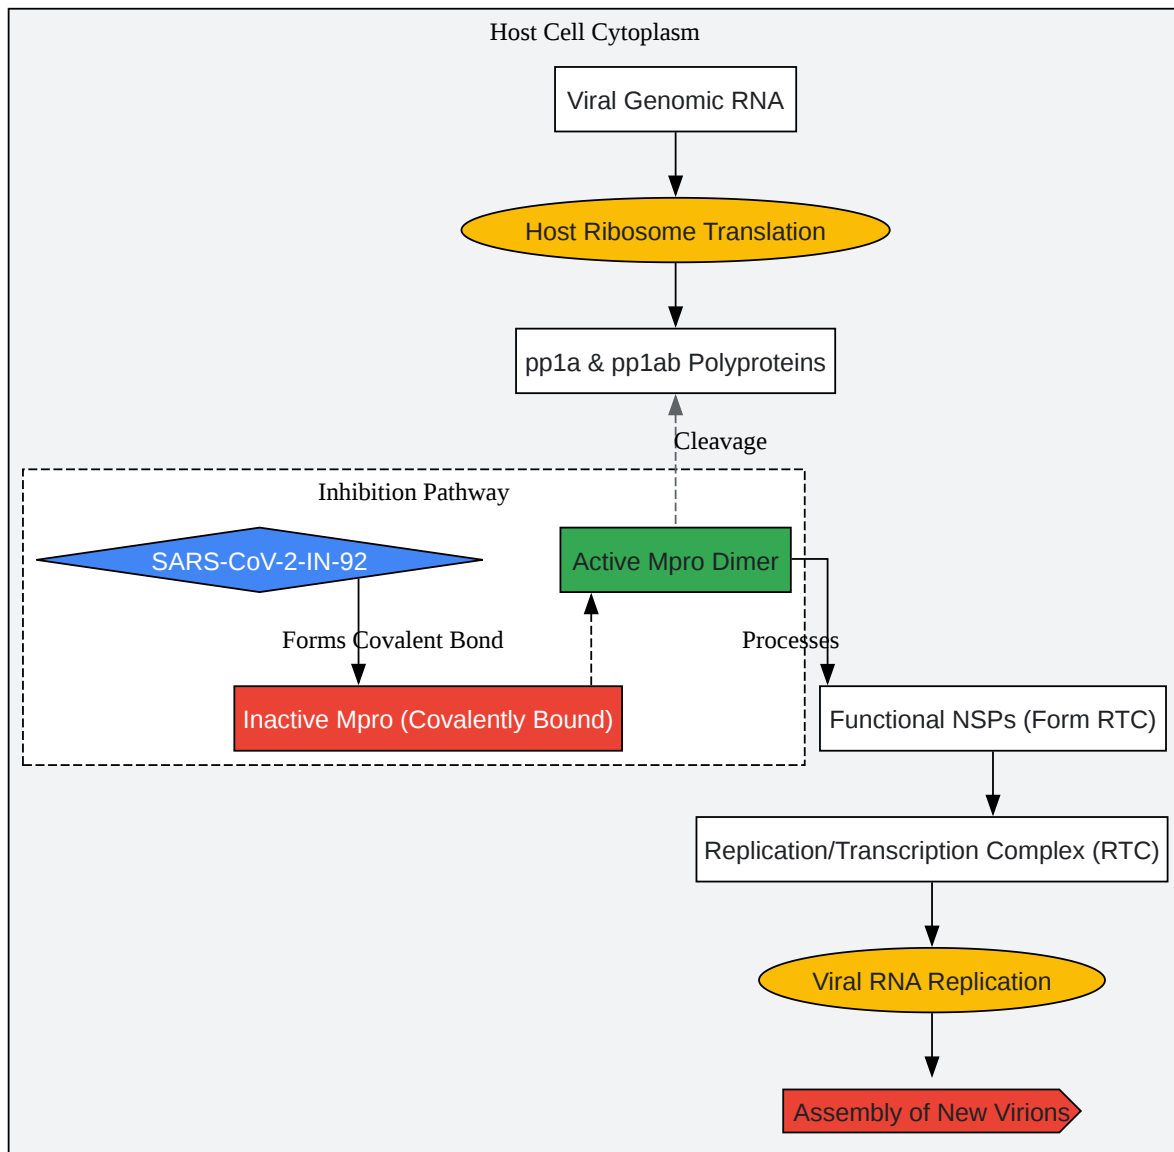 Host Cell Cytoplasm
Viral Genomic RNA
Host Ribosome Translation
pp1a & pp1ab Polyproteins
Cleavage
Inhibition Pathway
SARS-CoV-2-IN-92
Active Mpro Dimer
Forms Covalent Bond
Processes
Inactive Mpro (Covalently Bound)
Functional NSPs (Form RTC)
Replication/Transcription Complex (RTC)
Viral RNA Replication
Assembly of New Virions